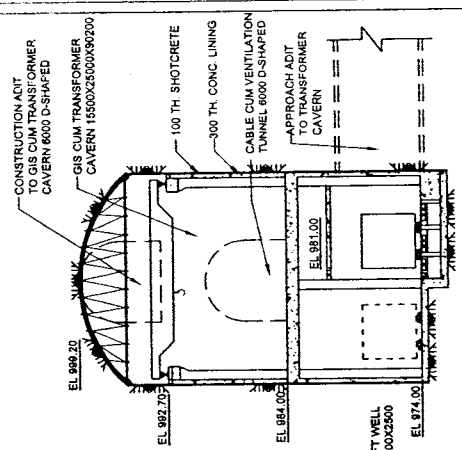 CONSTRUCTION ADIT
TO GIS CUM TRANSFORMER
CAVERN 6000 D-SHAPED
GIS CUM TRANSFORMER
CAVERN 15500X25000X90200
100 TH. SHOTCRETE
300 TH. CONC. LINING
CABLE CUM VENTILATION
TUNNEL 6000 D-SHAPED
APPROACH ADIT
TO TRANSFORMER
CAVERN
EL 999.20
EL 992.70
EL 984.00
EL 981.00
EL 974.00
FT WELL
00X2500